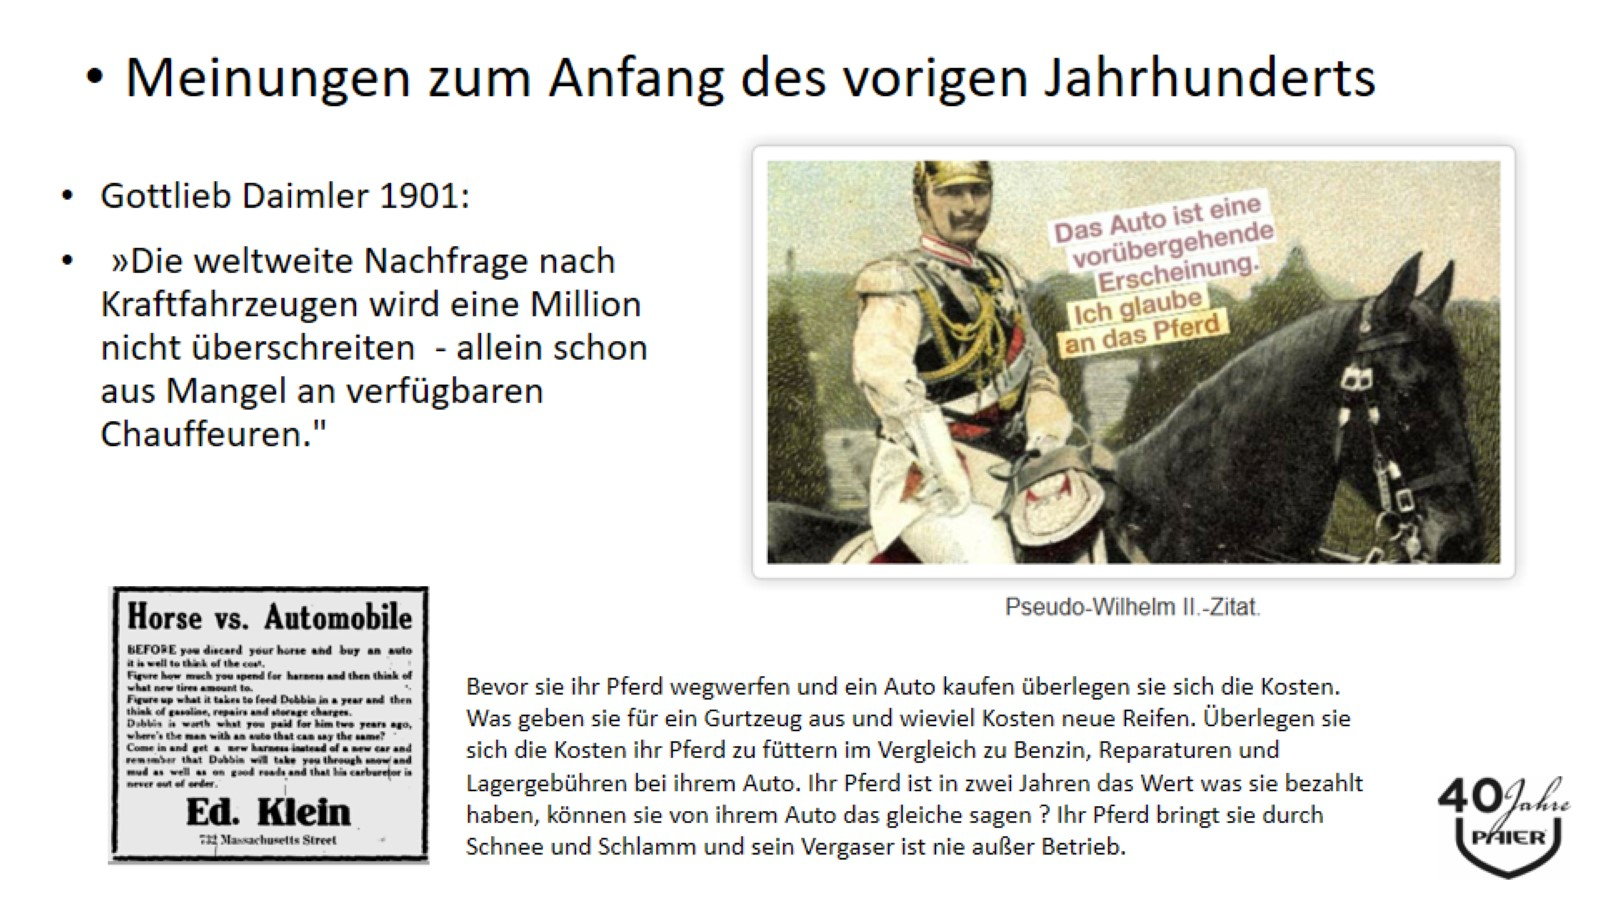 • Meinungen zum Anfang des vorigen Jahrhunderts
• Gottlieb Daimler 1901:
• »Die weltweite Nachfrage nach
Kraftfahrzeugen wird eine Million
nicht überschreiten - allein schon
aus Mangel an verfügbaren
Chauffeuren."
Das Auto ist eine
vorübergehende
Erscheinung.
Ich glaube
an das Pferd
Pseudo-Wilhelm II.-Zitat.
Horse vs. Automobile
BEFORE you discard your horse and buy an auto
it is well to think of the cost.
Figure how much you spend for harness and then think of
what new tires amount to.
Figure up what it takes to feed Dobbin in a year and then
think of gasoline, repairs and storage charges.
Dobbin is worth what you paid for him two years ago,
where's the man with an auto that can say the same?
Come in and get a new harness instead of a new car and
remember that Dobbin will take you through snow and
mud as well as on good roads and that his carburetor is
never out of order.
Ed. Klein
732 Massachusetts Street
Bevor sie ihr Pferd wegwerfen und ein Auto kaufen überlegen sie sich die Kosten.
Was geben sie für ein Gurtzeug aus und wieviel Kosten neue Reifen. Überlegen sie
sich die Kosten ihr Pferd zu füttern im Vergleich zu Benzin, Reparaturen und
Lagergebühren bei ihrem Auto. Ihr Pferd ist in zwei Jahren das Wert was sie bezahlt
haben, können sie von ihrem Auto das gleiche sagen ? Ihr Pferd bringt sie durch
Schnee und Schlamm und sein Vergaser ist nie außer Betrieb.
40 Jahre
PAIER